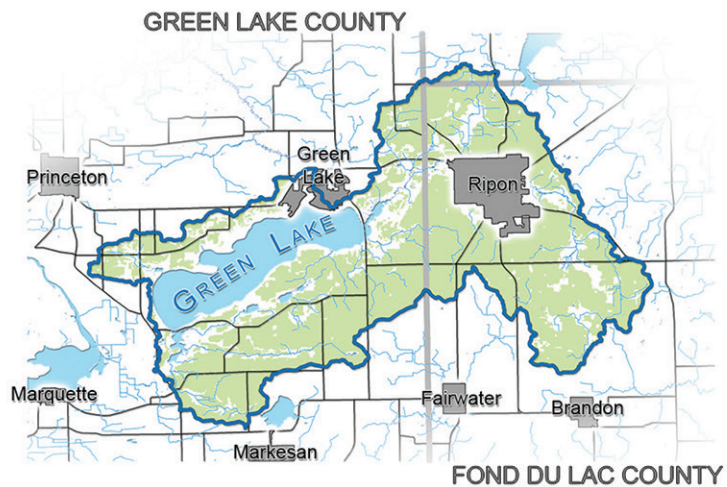 GREEN LAKE COUNTY
Green
Lake
Princeton
Ripon
GREEN LAKE
Marquette
Fairwater
Brandon
Markesan
FOND DU LAC COUNTY